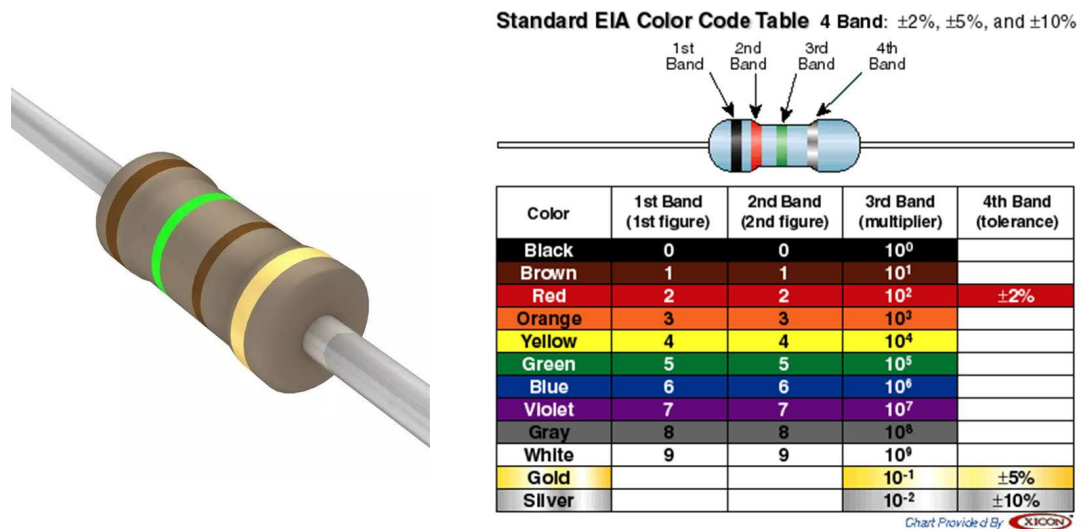 Standard EIA Color Code Table 4 Band: ±2%, ±5%, and ±10%
1st Band 2nd Band 3rd Band 4th Band
Color 1st Band (1st figure) 2nd Band (2nd figure) 3rd Band (multiplier) 4th Band (tolerance)
Black 0 0 10⁰
Brown 1 1 10¹
Red 2 2 10² ±2%
Orange 3 3 10³
Yellow 4 4 10⁴
Green 5 5 10⁵
Blue 6 6 10⁶
Violet 7 7 10⁷
Gray 8 8 10⁸
White 9 9 10⁹
Gold 10⁻¹ ±5%
Silver 10⁻² ±10%
Chart Provided By XICON